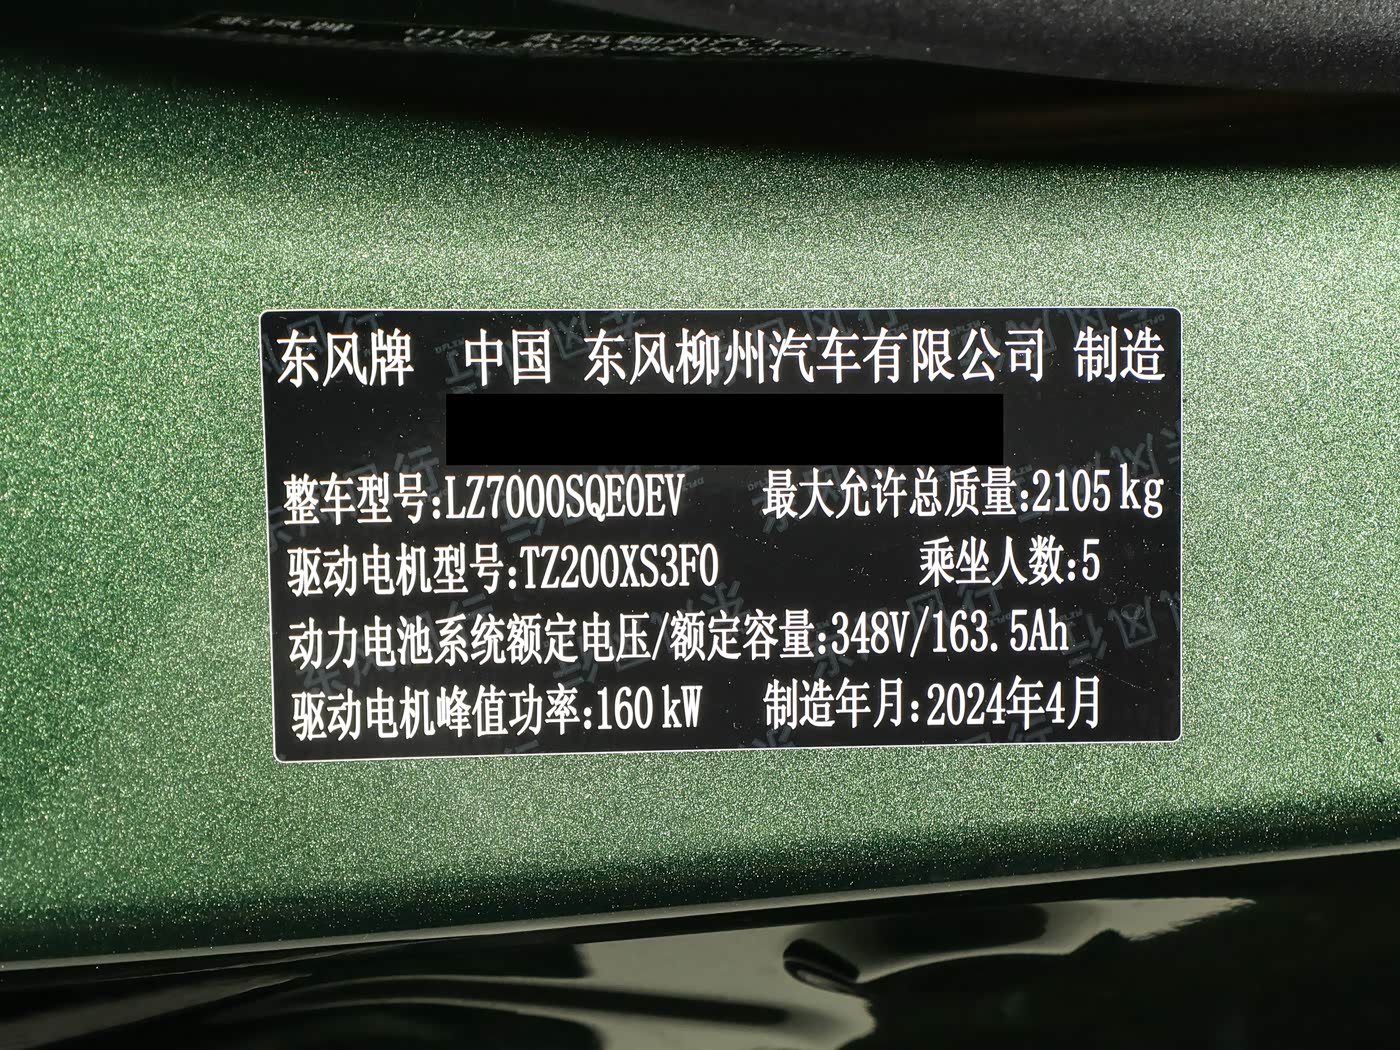 东风牌 中国 东风柳州汽车有限公司 制造
整车型号:LZ7000SQE0EV 最大允许总质量:2105kg
驱动电机型号:TZ200XS3F0 乘坐人数:5
动力电池系统额定电压/额定容量:348V/163.5Ah
驱动电机峰值功率:160kW 制造年月:2024年4月